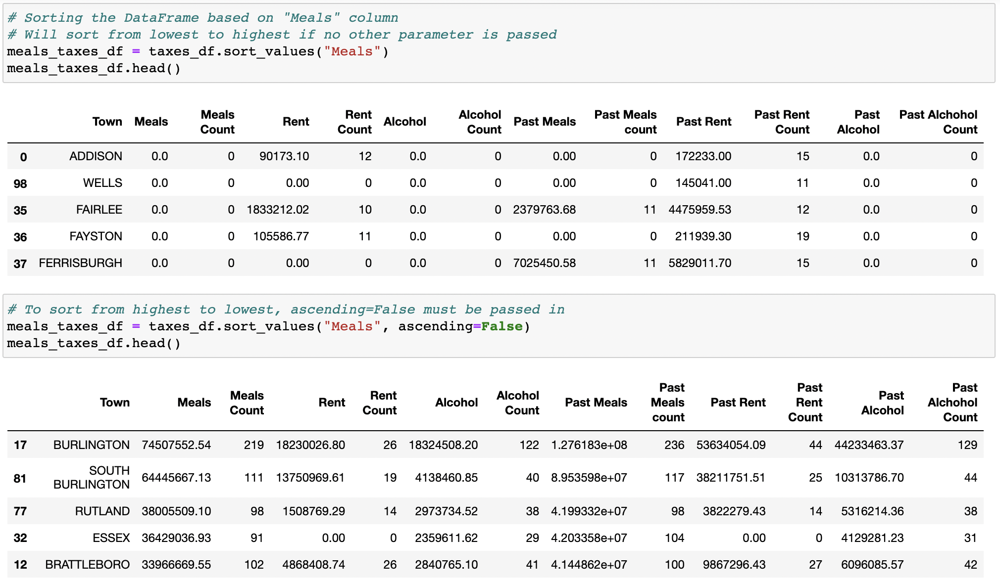 # Sorting the DataFrame based on "Meals" column
# Will sort from lowest to highest if no other parameter is passed
meals_taxes_df = taxes_df.sort_values("Meals")
meals_taxes_df.head()
Town Meals Meals Count Rent Rent Count Alcohol Alcohol Count Past Meals Past Meals count Past Rent Past Rent Count Past Alcohol Past Alchohol Count
0 ADDISON 0.0 0 90173.10 12 0.0 0 0.00 0 172233.00 15 0.0 0
98 WELLS 0.0 0 0.00 0 0.0 0 0.00 0 145041.00 11 0.0 0
35 FAIRLEE 0.0 0 1833212.02 10 0.0 0 2379763.68 11 4475959.53 12 0.0 0
36 FAYSTON 0.0 0 105586.77 11 0.0 0 0.00 0 211939.30 19 0.0 0
37 FERRISBURGH 0.0 0 0.00 0 0.0 0 7025450.58 11 5829011.70 15 0.0 0
# To sort from highest to lowest, ascending=False must be passed in
meals_taxes_df = taxes_df.sort_values("Meals", ascending=False)
meals_taxes_df.head()
Town Meals Meals Count Rent Rent Count Alcohol Alcohol Count Past Meals Past Meals count Past Rent Past Rent Count Past Alcohol Past Alchohol Count
17 BURLINGTON 74507552.54 219 18230026.80 26 18324508.20 122 1.276183e+08 236 53634054.09 44 44233463.37 129
81 SOUTH BURLINGTON 64445667.13 111 13750969.61 19 4138460.85 40 8.953598e+07 117 38211751.51 25 10313786.70 44
77 RUTLAND 38005509.10 98 1508769.29 14 2973734.52 38 4.199332e+07 98 3822279.43 14 5316214.36 38
32 ESSEX 36429036.93 91 0.00 0 2359611.62 29 4.203358e+07 104 0.00 0 4129281.23 31
12 BRATTLEBORO 33966669.55 102 4868408.74 26 2840765.10 41 4.144862e+07 100 9867296.43 27 6096085.57 42